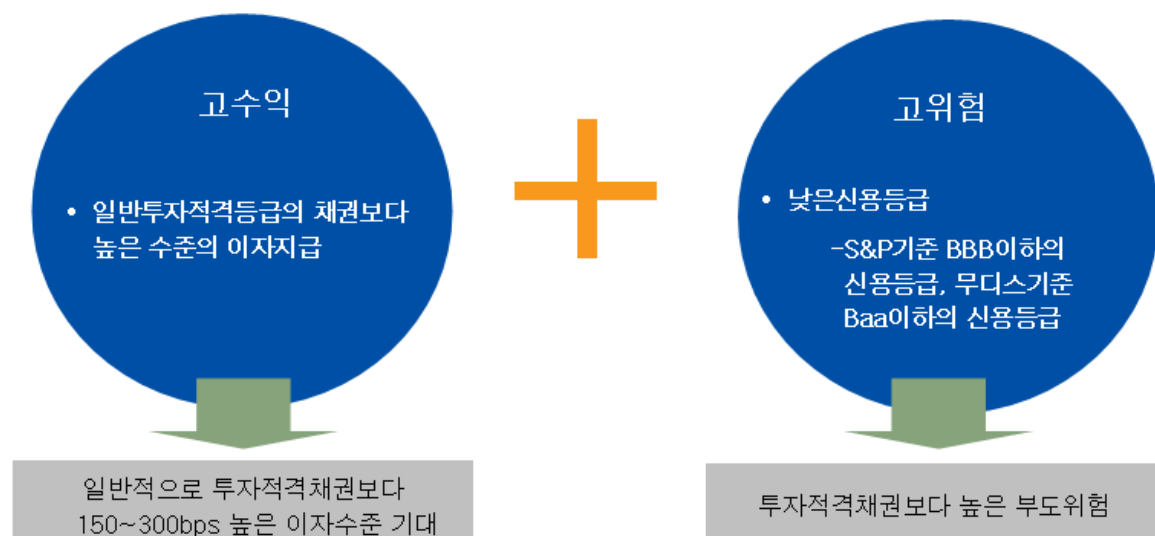 고수익
• 일반투자적격등급의 채권보다
높은 수준의 이자지급
일반적으로 투자적격채권보다
150~300bps 높은 이자수준 기대
고위험
• 낮은신용등급
-S&P기준 BBB이하의
신용등급, 무디스기준
Baa이하의 신용등급
투자적격채권보다 높은 부도위험